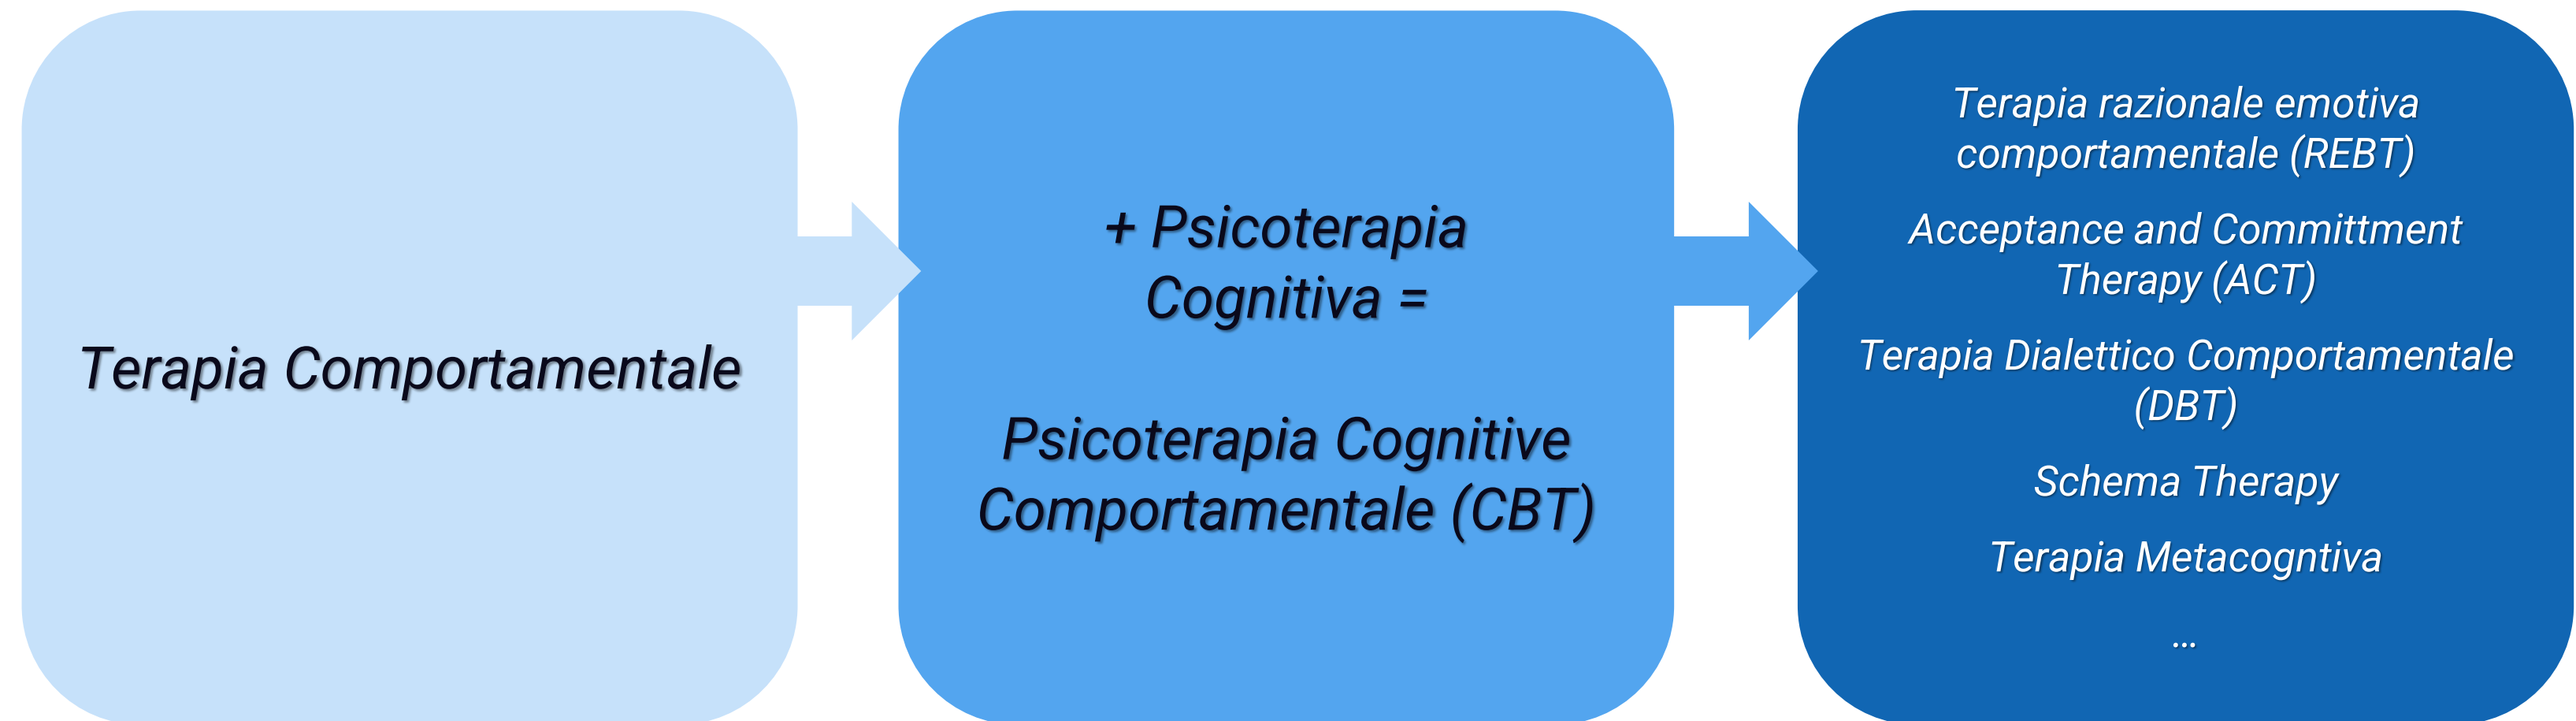 Terapia Comportamentale
+ Psicoterapia
Cognitiva =
Psicoterapia Cognitive
Comportamentale (CBT)
Terapia razionale emotiva
comportamentale (REBT)
Acceptance and Committment
Therapy (ACT)
Terapia Dialettico Comportamentale
(DBT)
Schema Therapy
Terapia Metacogntiva
...